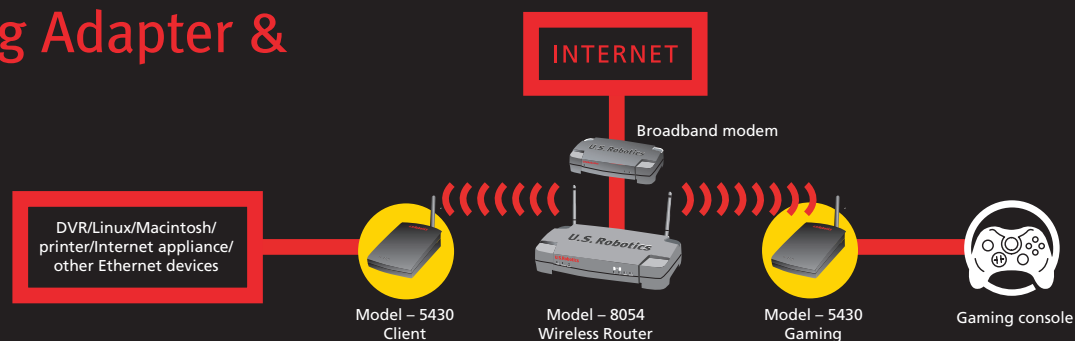 g Adapter &
INTERNET
Broadband modem
U.S. Robotics
DVR/Linux/Macintosh/
printer/Internet appliance/
other Ethernet devices
U.S. Robotics
Model – 5430
Client
Model – 8054
Wireless Router
Model – 5430
Gaming
Gaming console